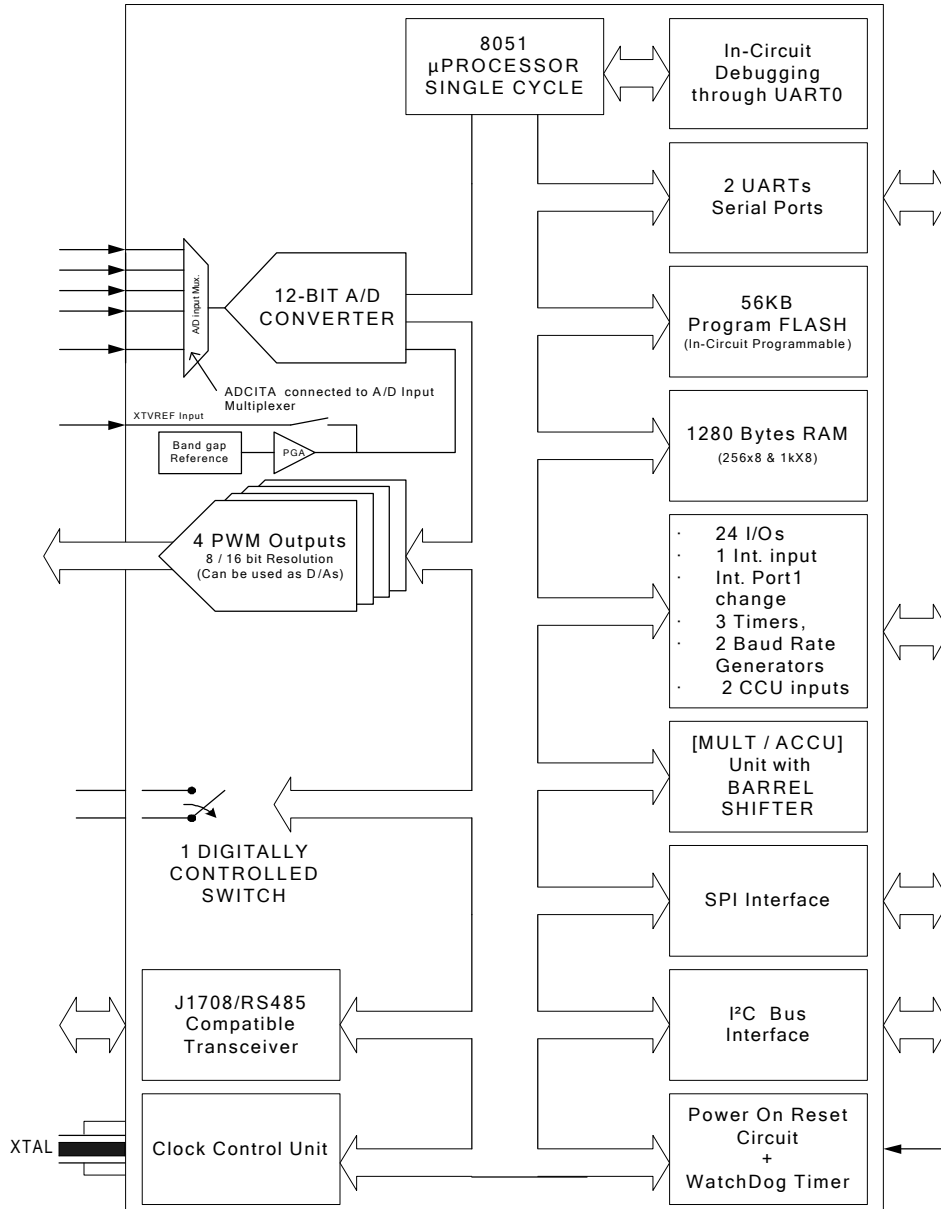 8051
µPROCESSOR
SINGLE CYCLE
In-Circuit
Debugging
through UART0
2 UARTs
Serial Ports
A/D input Mux.
12-BIT A/D
CONVERTER
56KB
Program FLASH
(In-Circuit Programmable)
ADCITA connected to A/D Input
Multiplexer
XTVREF Input
Band gap
Reference
PGA
1280 Bytes RAM
(256x8 & 1kX8)
4 PWM Outputs
8 / 16 bit Resolution
(Can be used as D/As)
· 24 I/Os
· 1 Int. input
· Int. Port1
change
· 3 Timers,
· 2 Baud Rate
Generators
· 2 CCU inputs
[MULT / ACCU]
Unit with
BARREL
SHIFTER
1 DIGITALLY
CONTROLLED
SWITCH
SPI Interface
J1708/RS485
Compatible
Transceiver
I²C Bus
Interface
XTAL
Clock Control Unit
Power On Reset
Circuit
+
WatchDog Timer